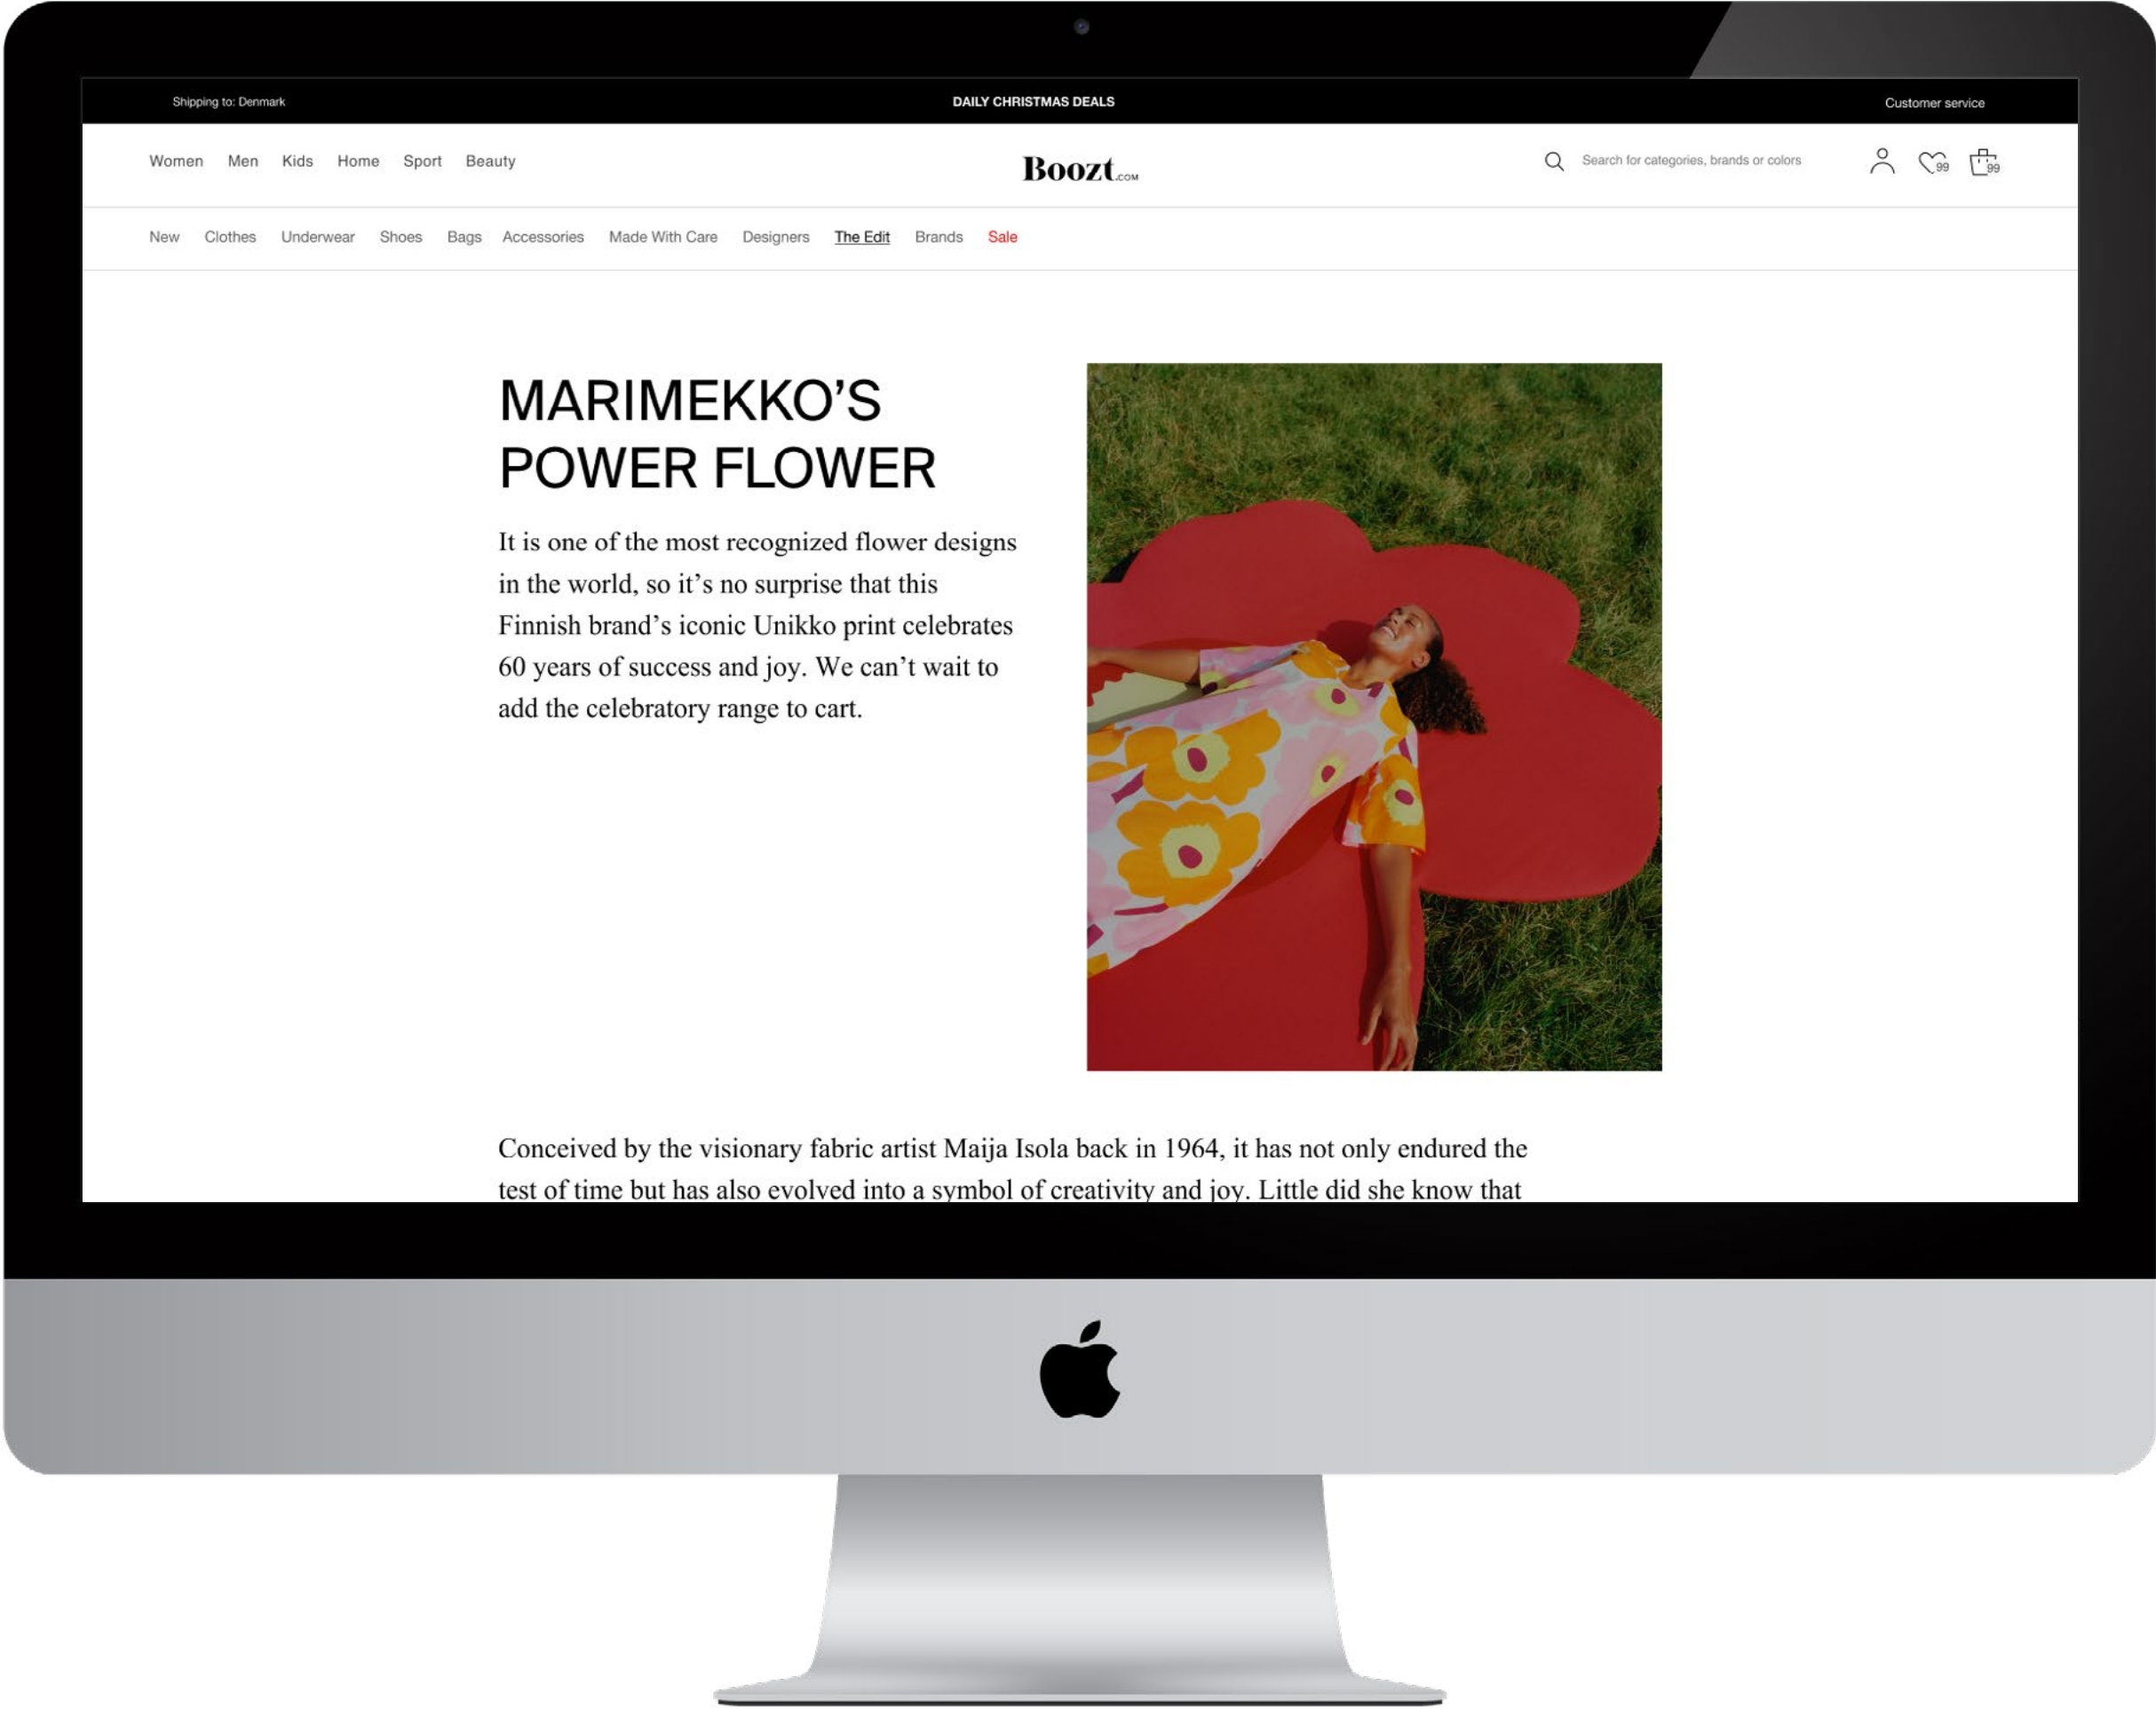 Shipping to: Denmark
DAILY CHRISTMAS DEALS
Customer service
Women Men Kids Home Sport Beauty
Boozt.COM
Search for categories, brands or colors
99
99
New Clothes Underwear Shoes Bags Accessories Made With Care Designers The Edit Brands Sale
MARIMEKKO’S
POWER FLOWER
It is one of the most recognized flower designs
in the world, so it’s no surprise that this
Finnish brand’s iconic Unikko print celebrates
60 years of success and joy. We can’t wait to
add the celebratory range to cart.
Conceived by the visionary fabric artist Maija Isola back in 1964, it has not only endured the
test of time but has also evolved into a symbol of creativity and joy. Little did she know that